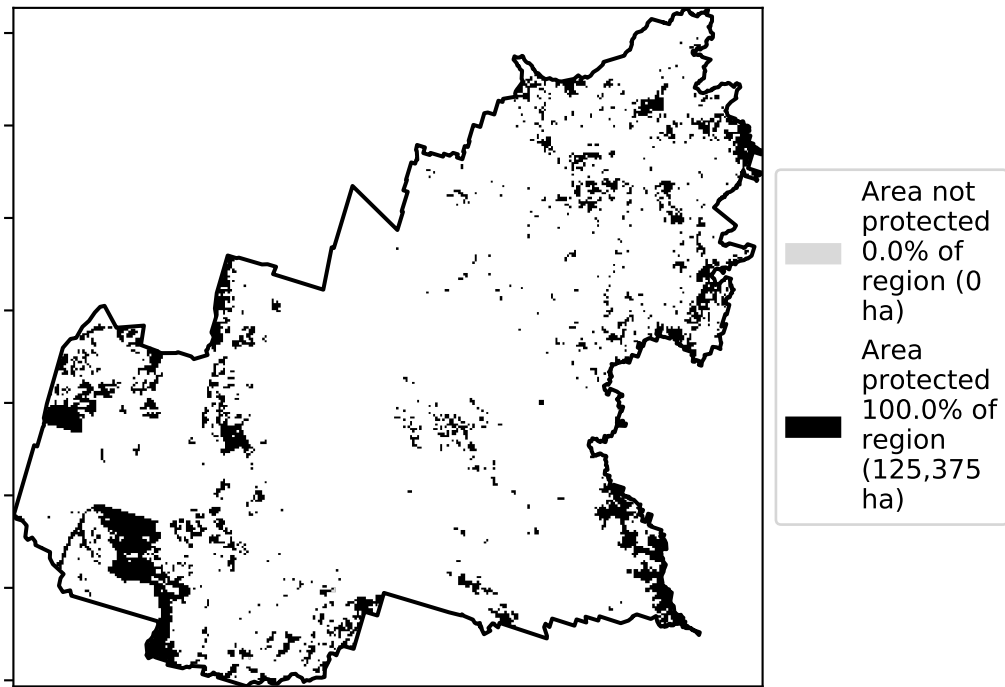 Area not
protected
0.0% of
region (0
ha)
Area
protected
100.0% of
region
(125,375
ha)